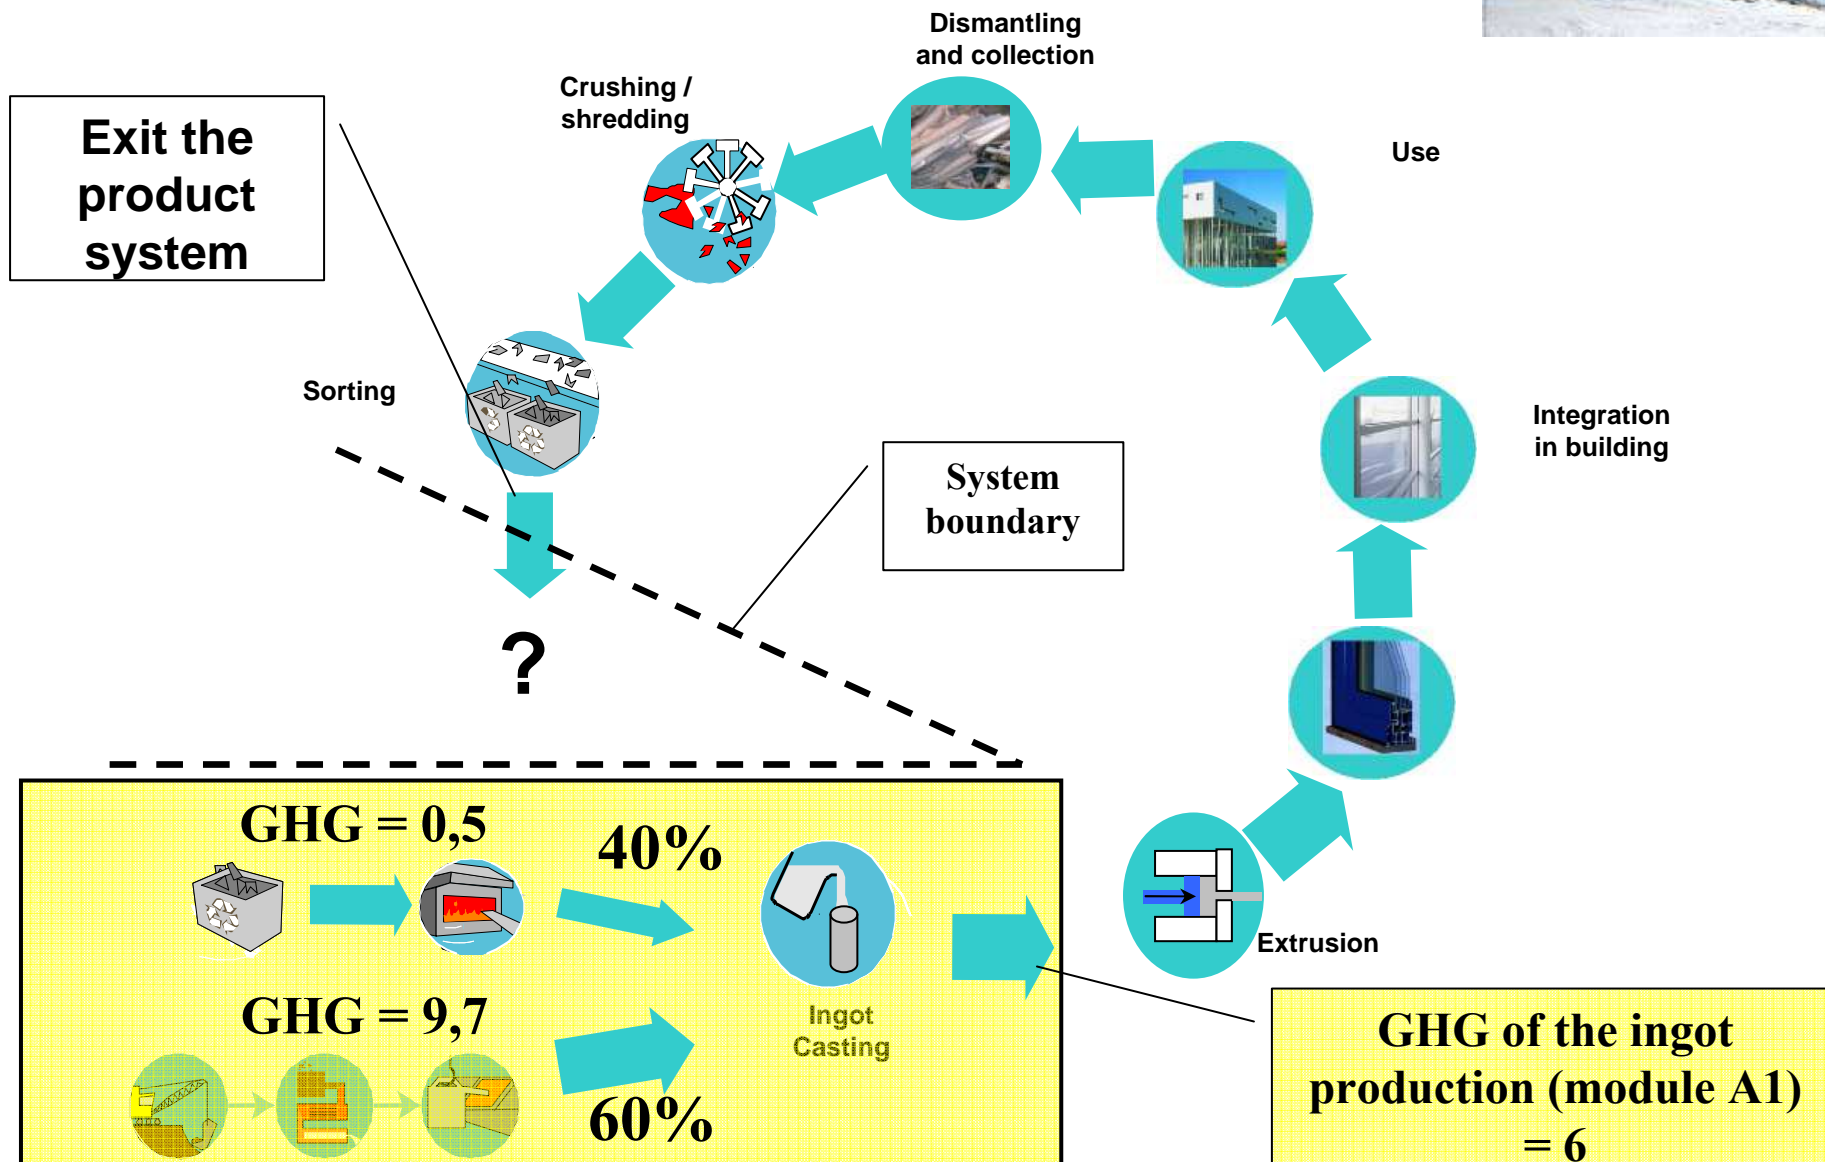 Dismantling
and collection
Crushing /
shredding
Exit the
product
system
Use
Sorting
Integration
in building
System
boundary
?
GHG = 0,5
40%
Extrusion
GHG = 9,7
Ingot
Casting
60%
GHG of the ingot
production (module A1)
= 6